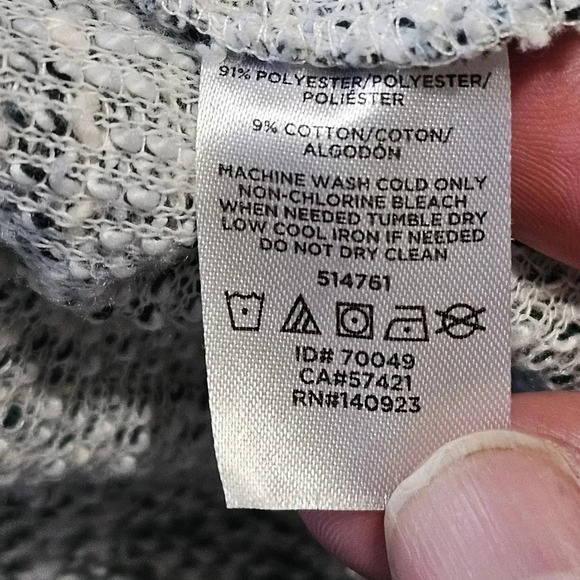 91% POLYESTER/POLYESTER/
POLIÉSTER
9% COTTON/COTON/
ALGODÓN
MACHINE WASH COLD ONLY
NON-CHLORINE BLEACH
WHEN NEEDED TUMBLE DRY
LOW COOL IRON IF NEEDED
DO NOT DRY CLEAN
514761
ID# 70049
CA#57421
RN#140923